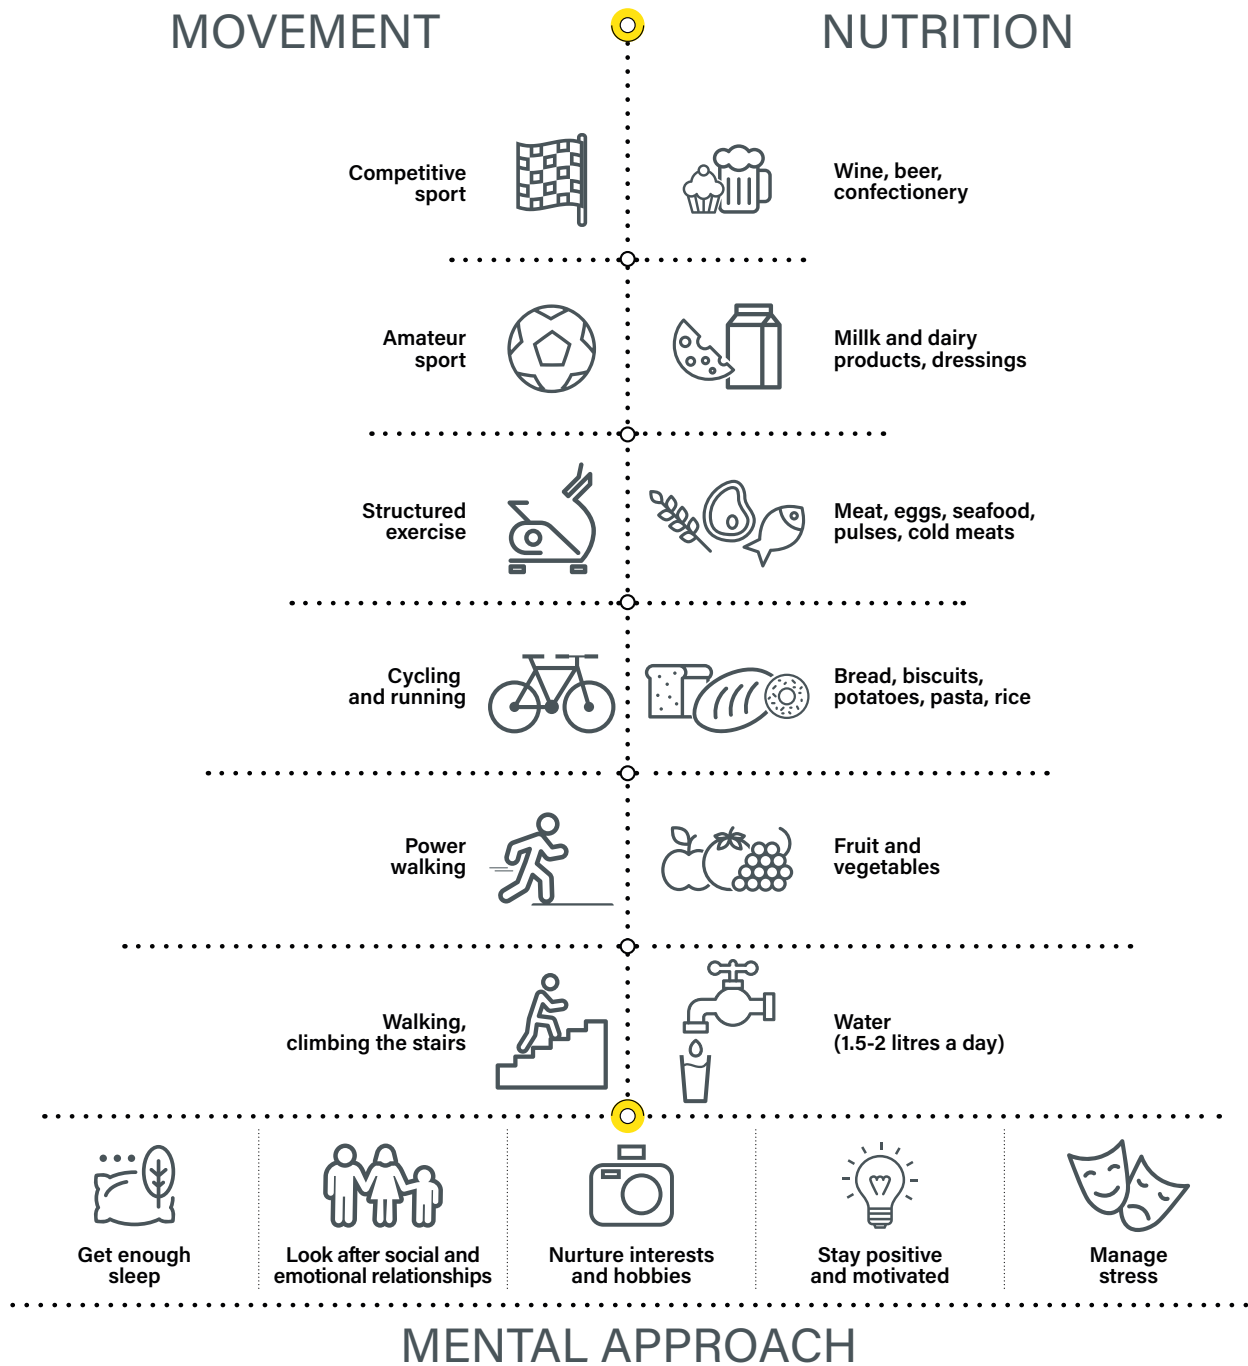 MOVEMENT
NUTRITION
Competitive
sport
Wine, beer,
confectionery
Amateur
sport
Millk and dairy
products, dressings
Structured
exercise
Meat, eggs, seafood,
pulses, cold meats
Cycling
and running
Bread, biscuits,
potatoes, pasta, rice
Power
walking
Fruit and
vegetables
Walking,
climbing the stairs
Water
(1.5-2 litres a day)
Get enough
sleep
Look after social and
emotional relationships
Nurture interests
and hobbies
Stay positive
and motivated
Manage
stress
MENTAL APPROACH